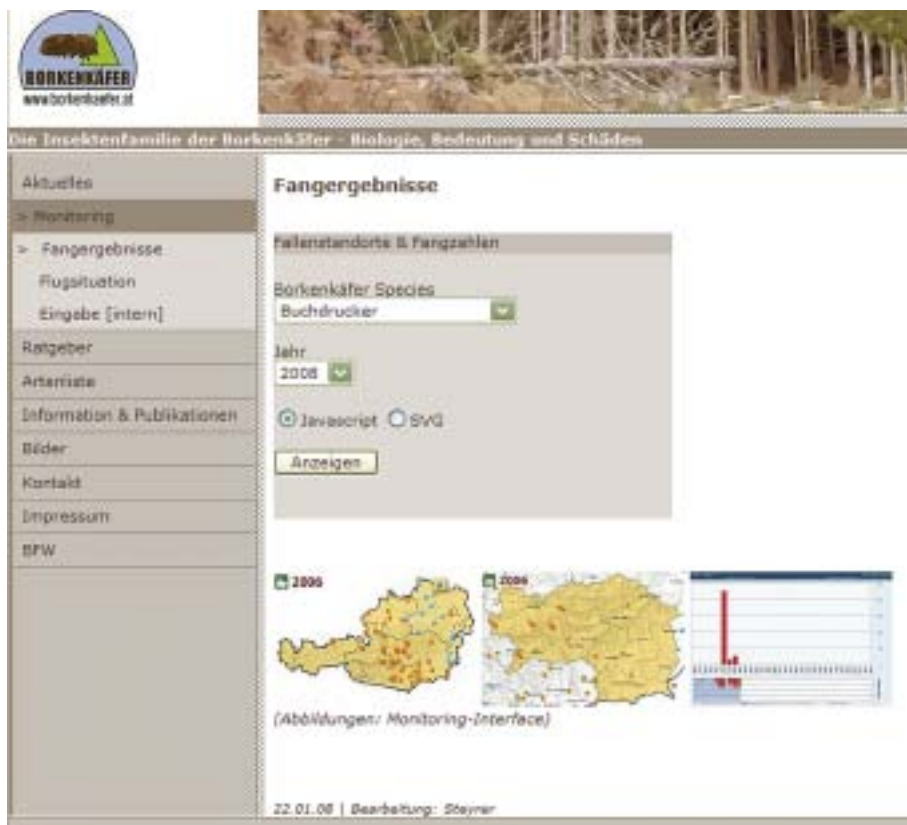 BORKENKÄFER
www.borkenkaefer.at
Die Insektenfamilie der Borkenkäfer - Biologie, Bedeutung und Schäden
Aktuelles
> Monitoring
> Fangergebnisse
Flugsituation
Eingabe [intern]
Ratgeber
Artenliste
Information & Publikationen
Bilder
Kontakt
Impressum
BFW
Fangergebnisse
Fallenstandorte & Fangzahlen
Borkenkäfer Species
Buchdrucker
Jahr
2008
Javascript SVG
Anzeigen
2006
2006
(Abbildungen: Monitoring-Interface)
22.01.08 | Bearbeitung: Steyrer